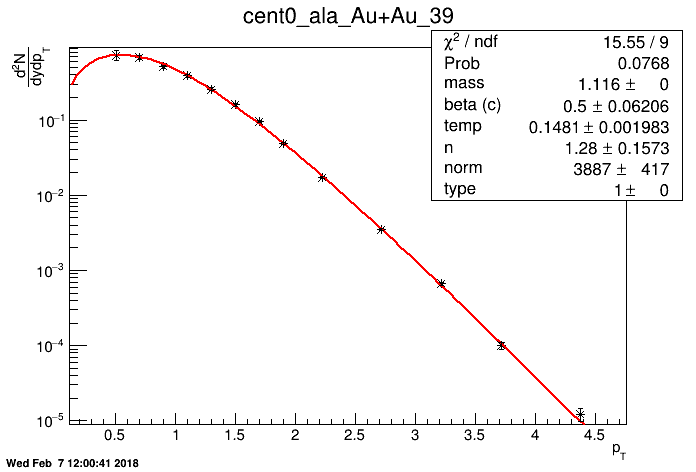 cent0_ala_Au+Au_39
χ² / ndf 15.55 / 9
Prob 0.0768
mass 1.116 ± 0
beta (c) 0.5 ± 0.06206
temp 0.1481 ± 0.001983
n 1.28 ± 0.1573
norm 3887 ± 417
type 1 ± 0
d²N
dydp_T
10⁻¹
10⁻²
10⁻³
10⁻⁴
10⁻⁵
0.5 1 1.5 2 2.5 3 3.5 4 4.5
p_T
Wed Feb 7 12:00:41 2018